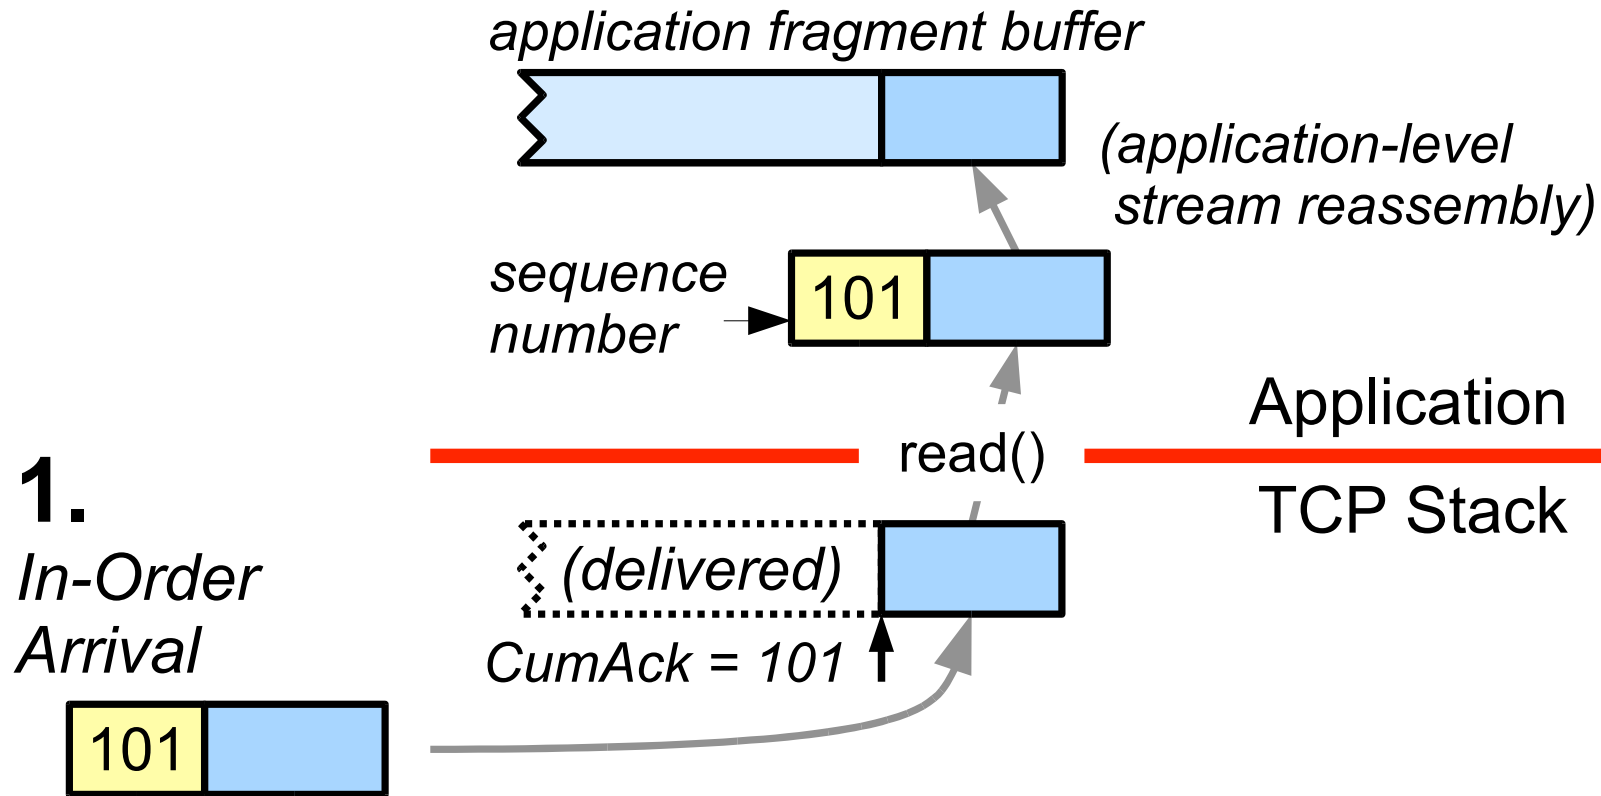 application fragment buffer
(application-level
stream reassembly)
sequence
number
101
Application
read()
TCP Stack
1.
In-Order
Arrival
(delivered)
CumAck = 101
101